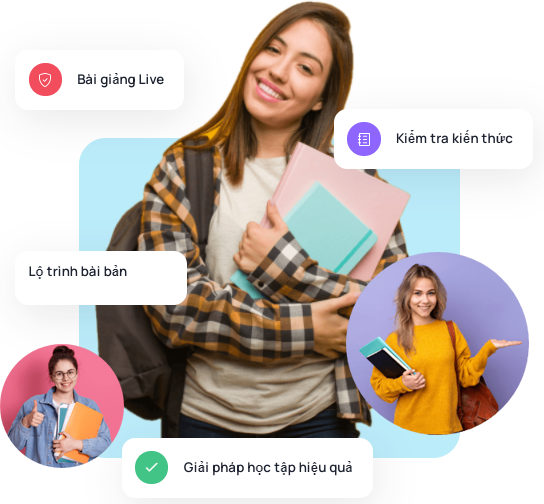 Bài giảng Live
Kiểm tra kiến thức
Lộ trình bài bản
Giải pháp học tập hiệu quả